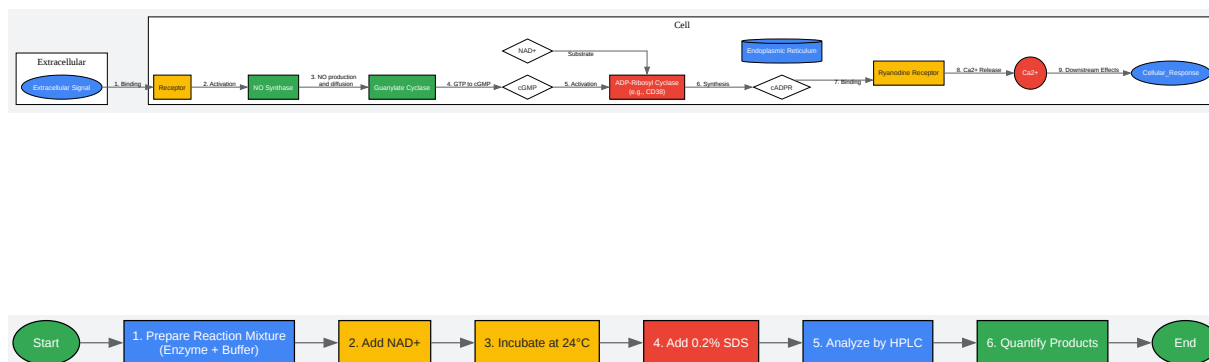 Cell
Extracellular
Extracellular Signal
1. Binding
Receptor
2. Activation
NO Synthase
3. NO production
and diffusion
Guanylate Cyclase
4. GTP to cGMP
NAD+
Substrate
cGMP
5. Activation
ADP-Ribosyl Cyclase
(e.g., CD38)
6. Synthesis
Endoplasmic Reticulum
cADPR
7. Binding
Ryanodine Receptor
8. Ca2+ Release
Ca2+
9. Downstream Effects
Cellular_Response
Start
1. Prepare Reaction Mixture
(Enzyme + Buffer)
2. Add NAD+
3. Incubate at 24°C
4. Add 0.2% SDS
5. Analyze by HPLC
6. Quantify Products
End